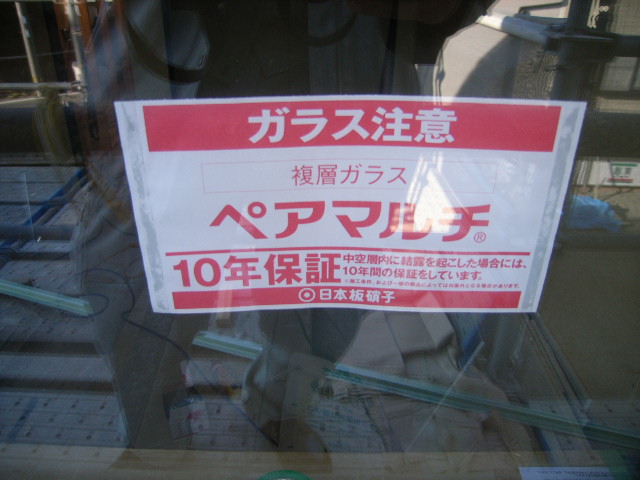 ガラス注意
複層ガラス
ペアマルチ®
10年保証
中空層内に結露を起こした場合には、
10年間の保証をしています。
日本板硝子